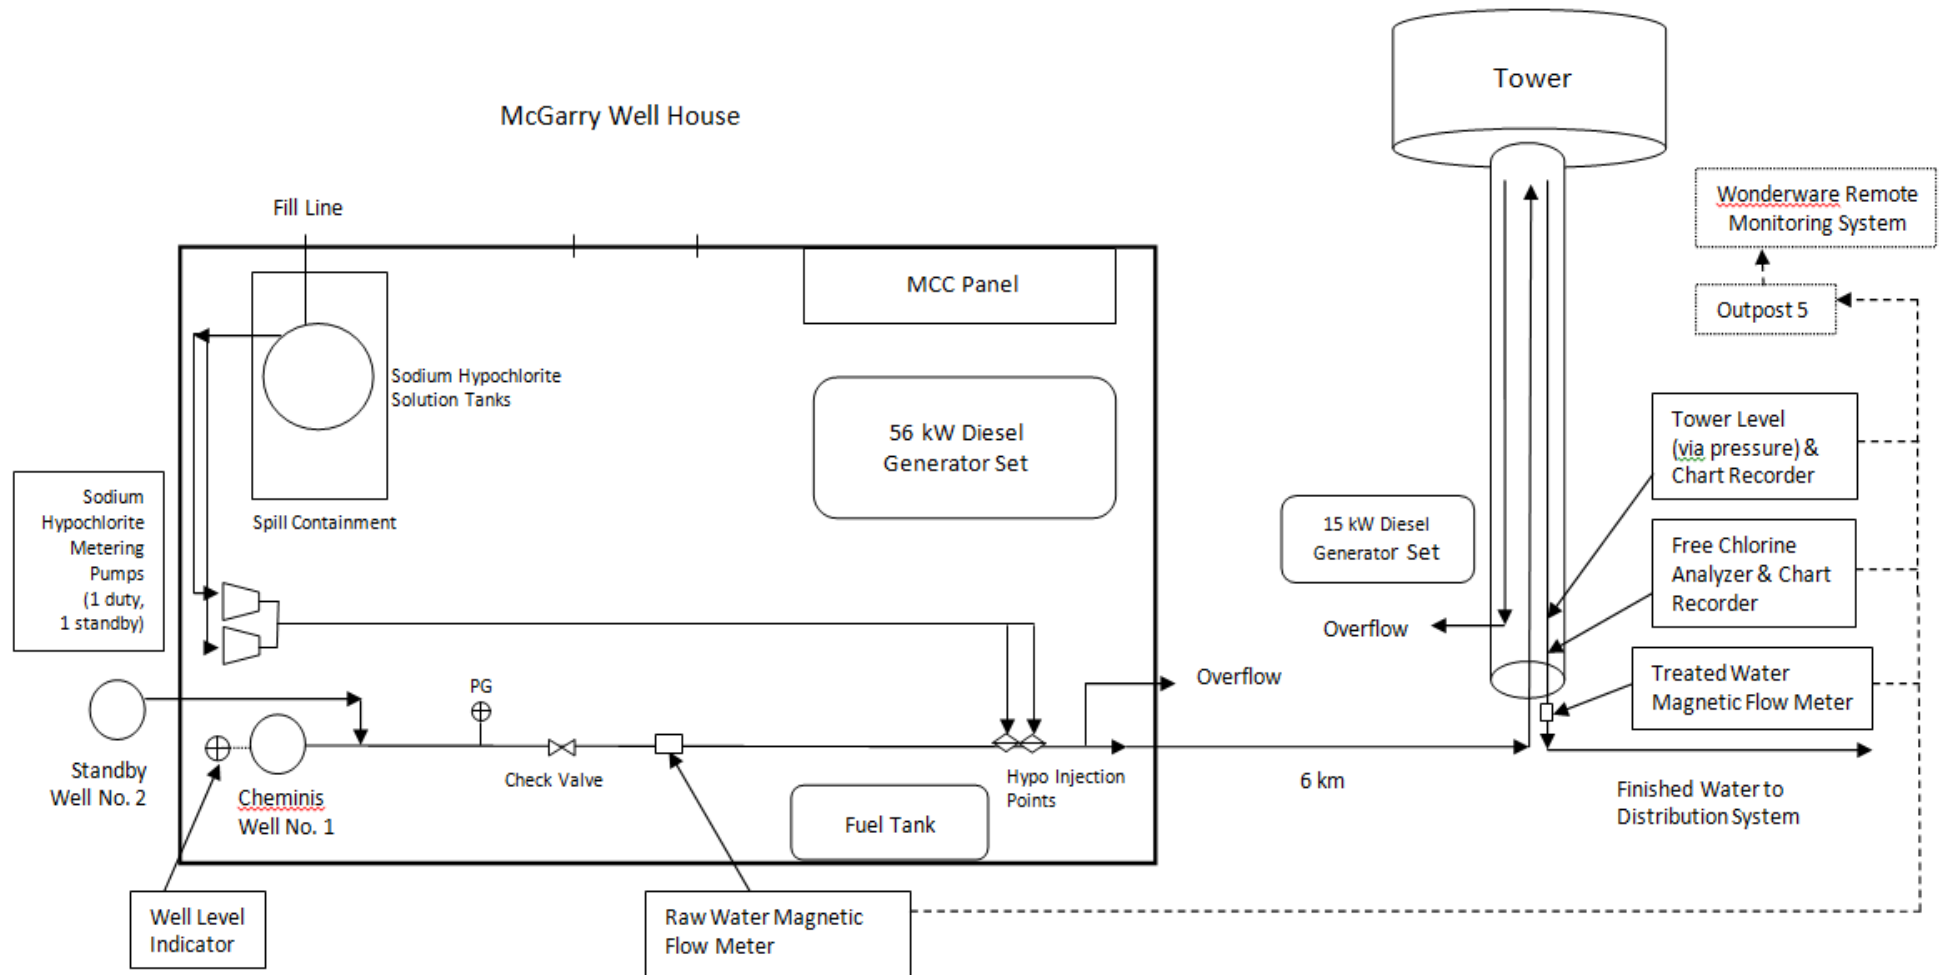 McGarry Well House
Tower
Wonderware Remote
Monitoring System
Outpost 5
Fill Line
MCC Panel
Sodium Hypochlorite
Solution Tanks
56 kW Diesel
Generator Set
Spill Containment
Sodium
Hypochlorite
Metering
Pumps
(1 duty,
1 standby)
15 kW Diesel
Generator Set
Overflow
Tower Level
(via pressure) &
Chart Recorder
Free Chlorine
Analyzer & Chart
Recorder
Treated Water
Magnetic Flow Meter
PG
Overflow
Standby
Well No. 2
Cheminis
Well No. 1
Check Valve
Hypo Injection
Points
Fuel Tank
6 km
Finished Water to
Distribution System
Well Level
Indicator
Raw Water Magnetic
Flow Meter